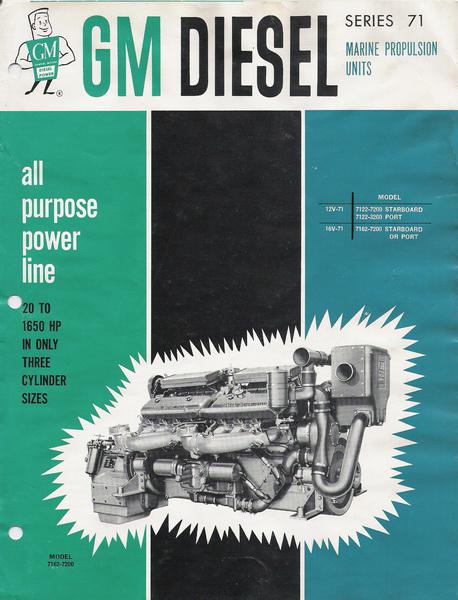 GM
DIESEL
POWER
GM DIESEL
SERIES 71
MARINE PROPULSION
UNITS
all
purpose
power
line
20 TO
1650 HP
IN ONLY
THREE
CYLINDER
SIZES
MODEL
12V-71 7122-7200 STARBOARD
7122-3200 PORT
16V-71 7162-7200 STARBOARD
OR PORT
MODEL
7162-7200